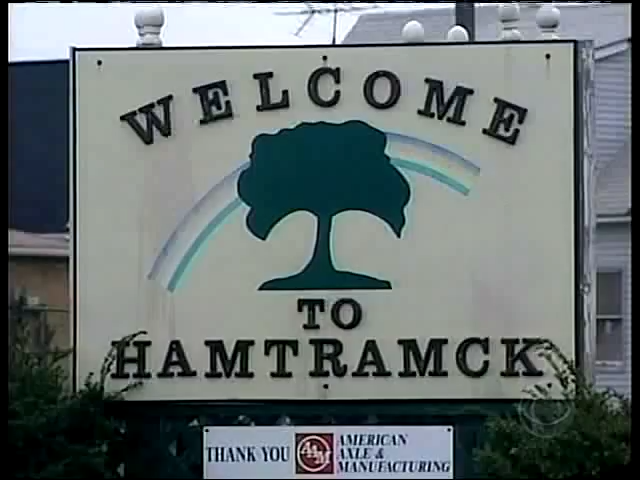 WELCOME
TO
HAMTRAMCK
THANK YOU
AAM
AMERICAN
AXLE &
MANUFACTURING